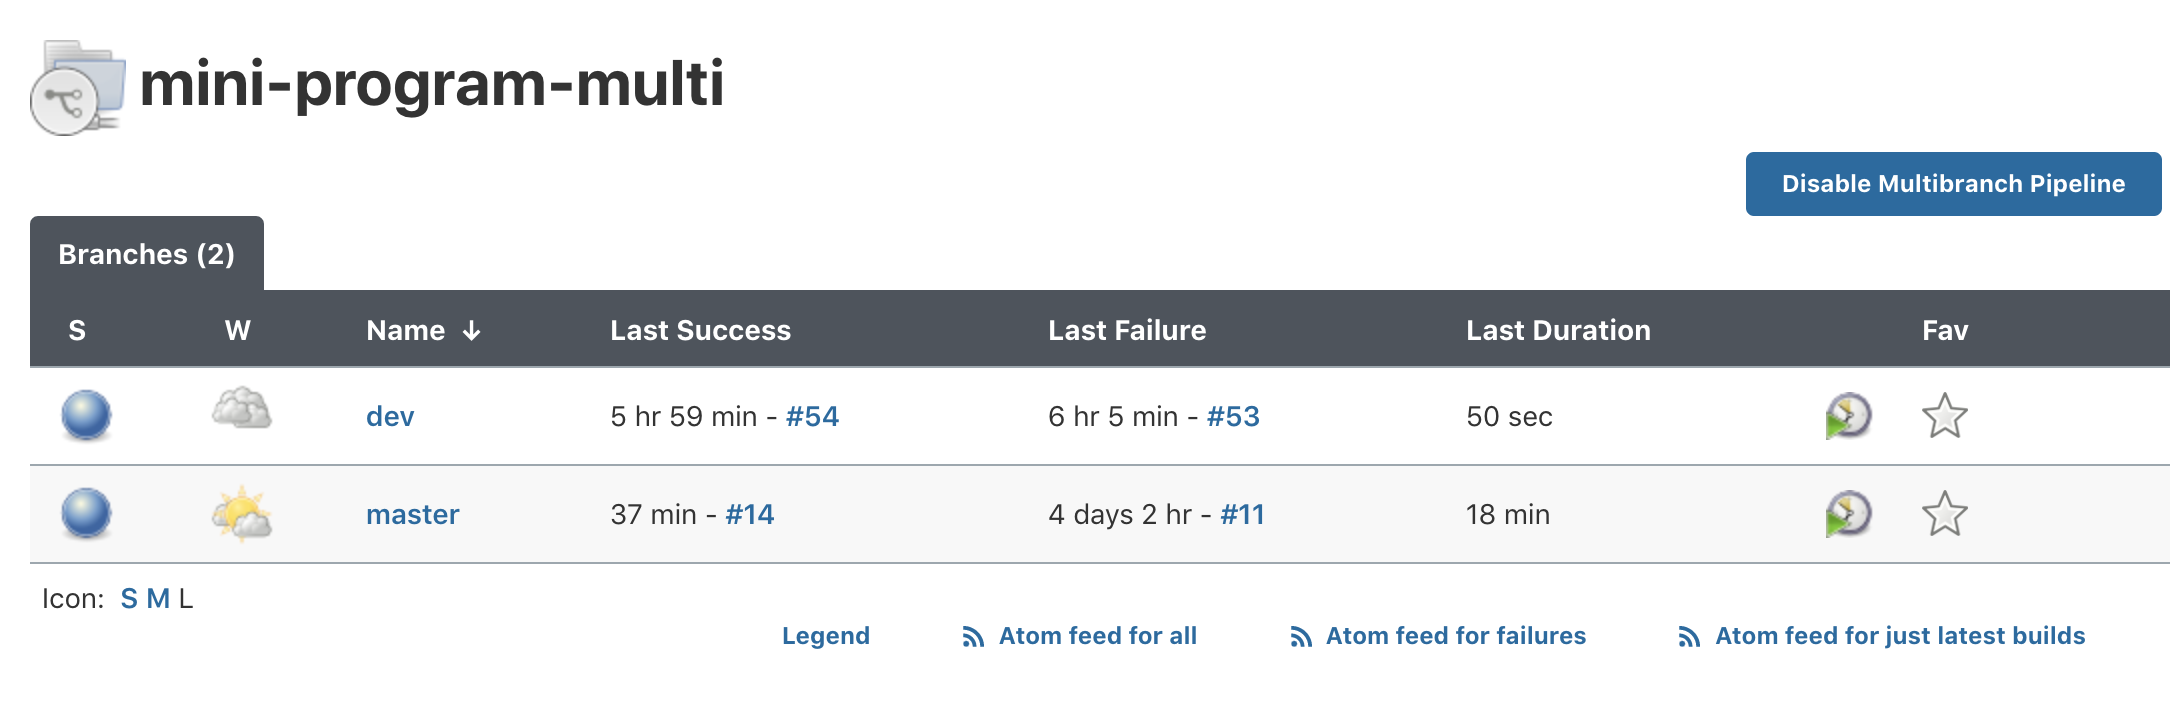 mini-program-multi
Disable Multibranch Pipeline
Branches (2)
S W Name ↓ Last Success Last Failure Last Duration Fav
dev 5 hr 59 min - #54 6 hr 5 min - #53 50 sec
master 37 min - #14 4 days 2 hr - #11 18 min
Icon: S M L
Legend Atom feed for all Atom feed for failures Atom feed for just latest builds